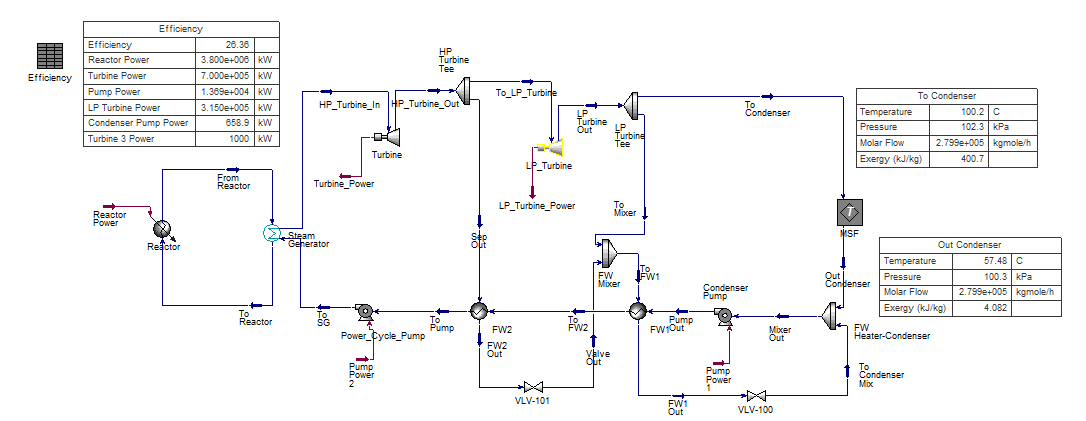 Efficiency
Efficiency 26.36
Reactor Power 3.800e+006 kW
Turbine Power 7.000e+005 kW
Pump Power 1.369e+004 kW
LP Turbine Power 3.150e+005 kW
Condenser Pump Power 658.9 kW
Turbine 3 Power 1000 kW
Efficiency
HP
Turbine
Tee
HP_Turbine_In
HP_Turbine_Out
To_LP_Turbine
Turbine
Turbine_Power
LP
Turbine
Out
LP
Turbine
Tee
LP_Turbine
LP_Turbine_Power
To
Condenser
To Condenser
Temperature 100.2 C
Pressure 102.3 kPa
Molar Flow 2.799e+005 kgmole/h
Exergy (kJ/kg) 400.7
From
Reactor
Reactor
Power
Reactor
Steam
Generator
To
Reactor
Sep
Out
To
Mixer
FW
Mixer
To
FW1
MSF
Out
Condenser
Out Condenser
Temperature 57.48 C
Pressure 100.3 kPa
Molar Flow 2.799e+005 kgmole/h
Exergy (kJ/kg) 4.082
To
SG
Power_Cycle_Pump
Pump
Power
2
To
Pump
FW2
FW2
Out
VLV-101
Valve
Out
To
FW2
FW1
Pump
Out
Condenser
Pump
Pump
Power
1
Mixer
Out
FW
Heater-Condenser
To
Condenser
Mix
FW1
Out
VLV-100
T